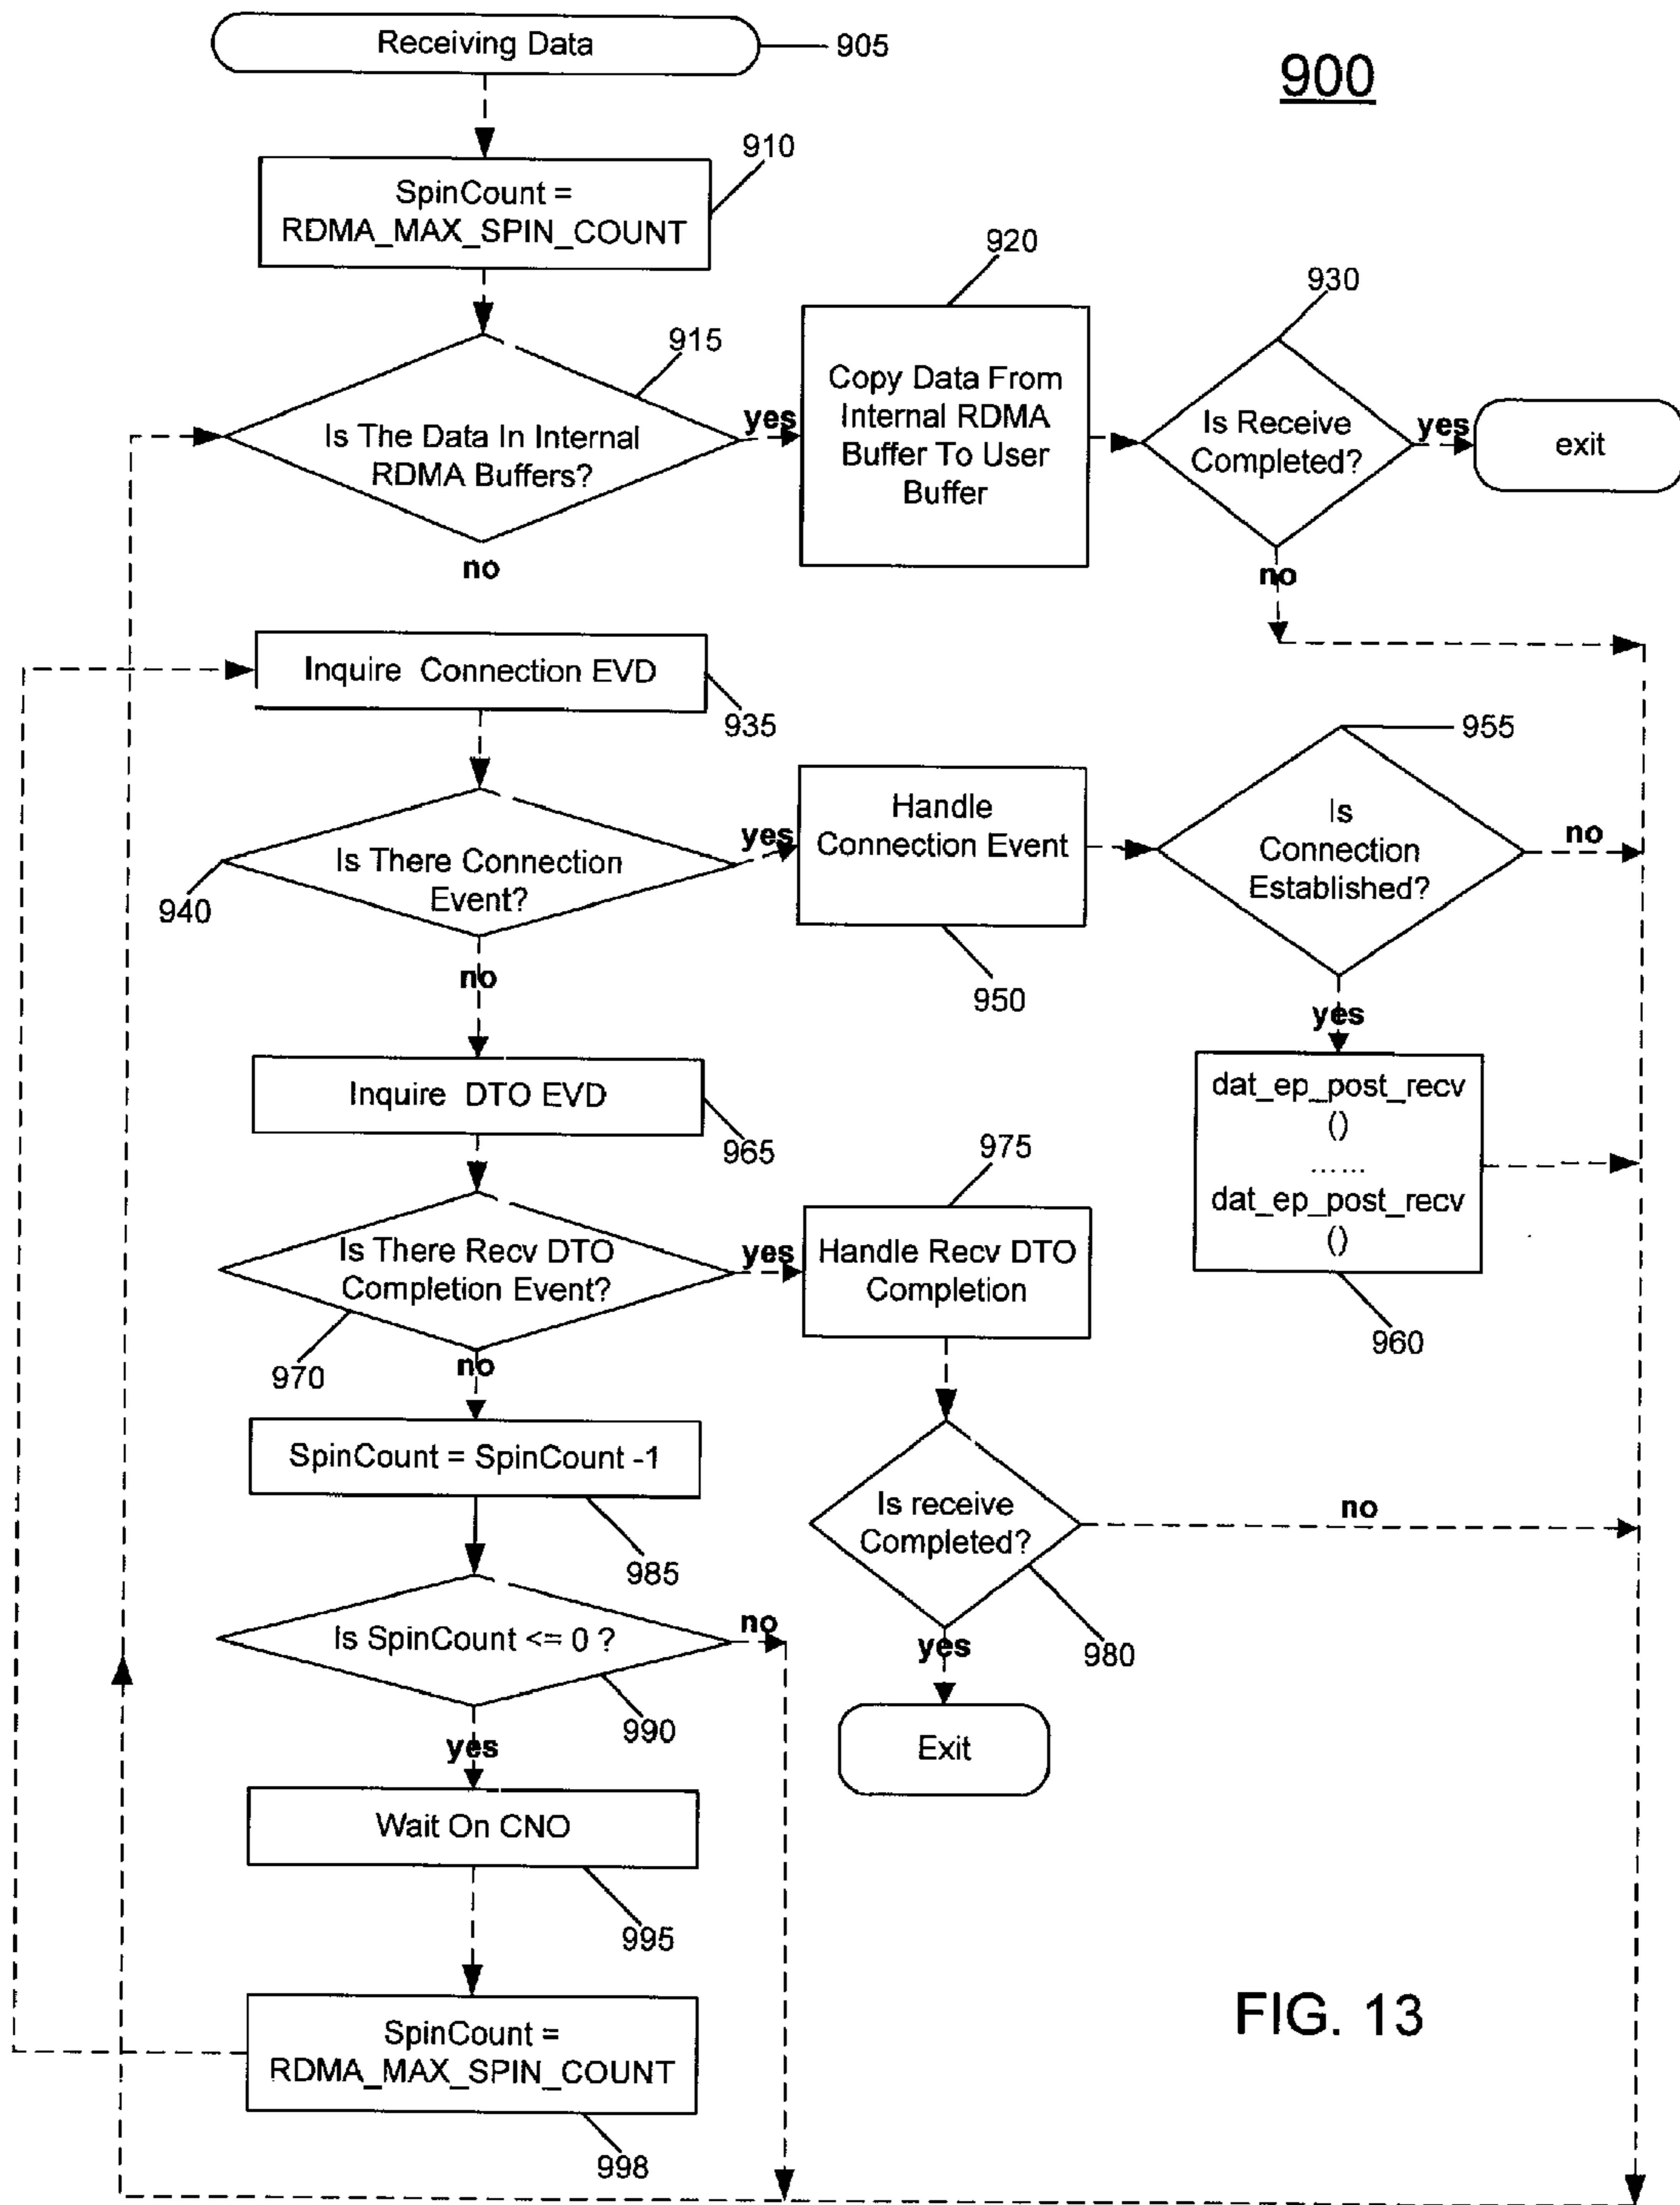 Receiving Data
905
900
910
SpinCount =
RDMA_MAX_SPIN_COUNT
920
930
915
Is The Data In Internal
RDMA Buffers?
yes
Copy Data From
Internal RDMA
Buffer To User
Buffer
Is Receive
Completed?
yes
exit
no
no
Inquire Connection EVD
935
955
Is There Connection
Event?
940
yes
Handle
Connection Event
950
Is
Connection
Established?
no
no
yes
Inquire DTO EVD
965
dat_ep_post_recv
()
......
dat_ep_post_recv
()
960
975
Is There Recv DTO
Completion Event?
970
yes
Handle Recv DTO
Completion
no
SpinCount = SpinCount -1
985
Is receive
Completed?
980
no
Is SpinCount <= 0 ?
990
no
yes
yes
Exit
Wait On CNO
995
SpinCount =
RDMA_MAX_SPIN_COUNT
998
FIG. 13